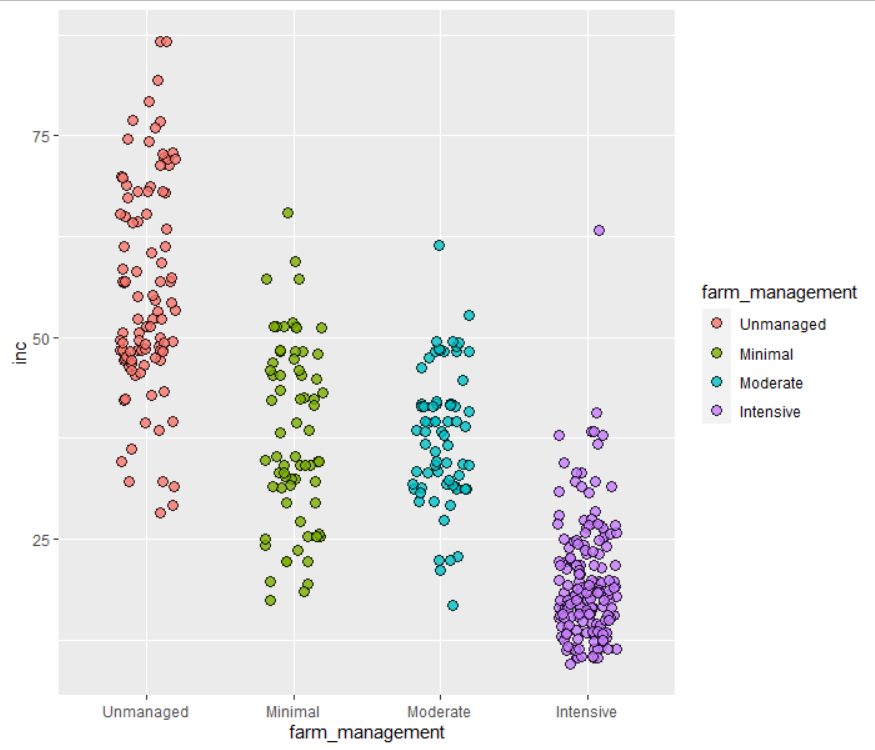 inc
75
50
25
Unmanaged Minimal Moderate Intensive
farm_management
farm_management
Unmanaged
Minimal
Moderate
Intensive